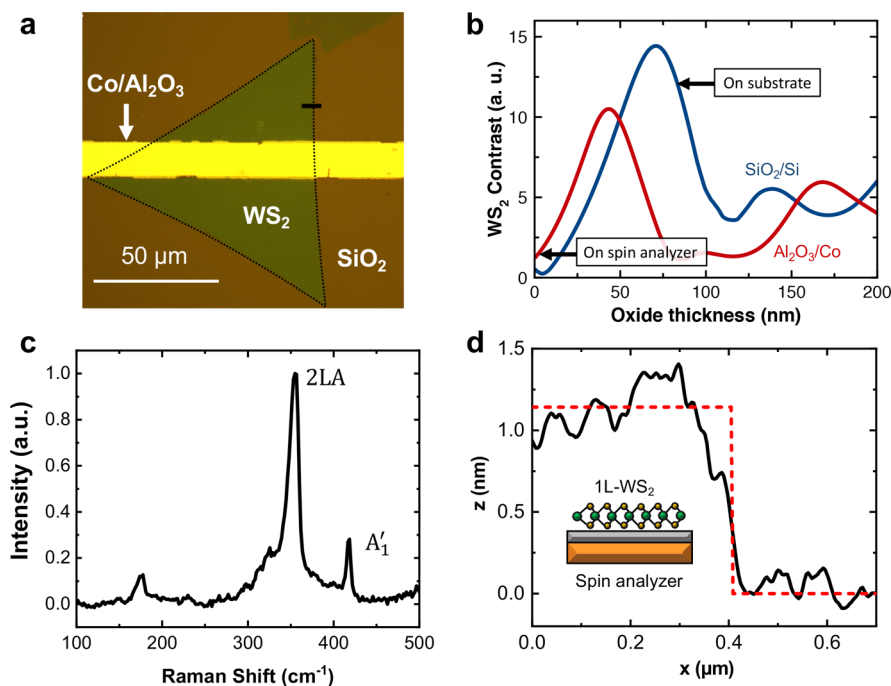 a
Co/Al₂O₃
WS₂
50 µm
SiO₂
b
WS₂ Contrast (a. u.)
15
10
5
0
On substrate
SiO₂/Si
On spin analyzer
Al₂O₃/Co
0 50 100 150 200
Oxide thickness (nm)
c
Intensity (a.u.)
1.0
0.8
0.6
0.4
0.2
0.0
2LA
A′₁
100 200 300 400 500
Raman Shift (cm⁻¹)
d
z (nm)
1.5
1.0
0.5
0.0
1L-WS₂
Spin analyzer
0.0 0.2 0.4 0.6
x (µm)